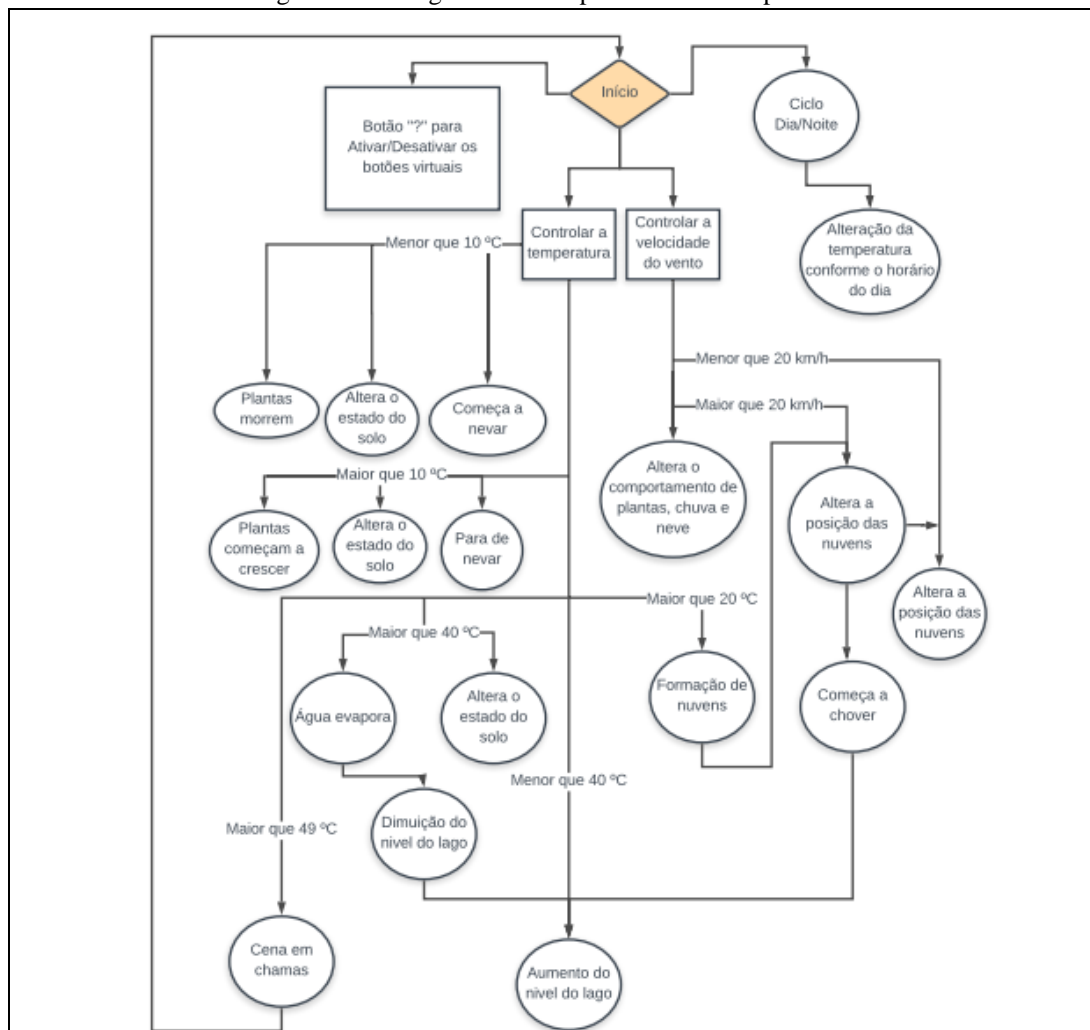 Início
Botão "?" para
Ativar/Desativar os
botões virtuais
Ciclo
Dia/Noite
Controlar a
temperatura
Controlar a
velocidade
do vento
Alteração da
temperatura
conforme o horário
do dia
Menor que 10 ºC
Plantas
morrem
Altera o
estado do
solo
Começa a
nevar
Menor que 20 km/h
Maior que 20 km/h
Maior que 10 ºC
Plantas
começam a
crescer
Altera o
estado do
solo
Para de
nevar
Altera o
comportamento de
plantas, chuva e
neve
Altera a
posição das
nuvens
Altera a
posição das
nuvens
Maior que 20 ºC
Maior que 40 ºC
Água evapora
Altera o
estado do
solo
Formação de
nuvens
Começa a
chover
Menor que 40 ºC
Maior que 49 ºC
Dimuição do
nivel do lago
Cena em
chamas
Aumento do
nivel do lago